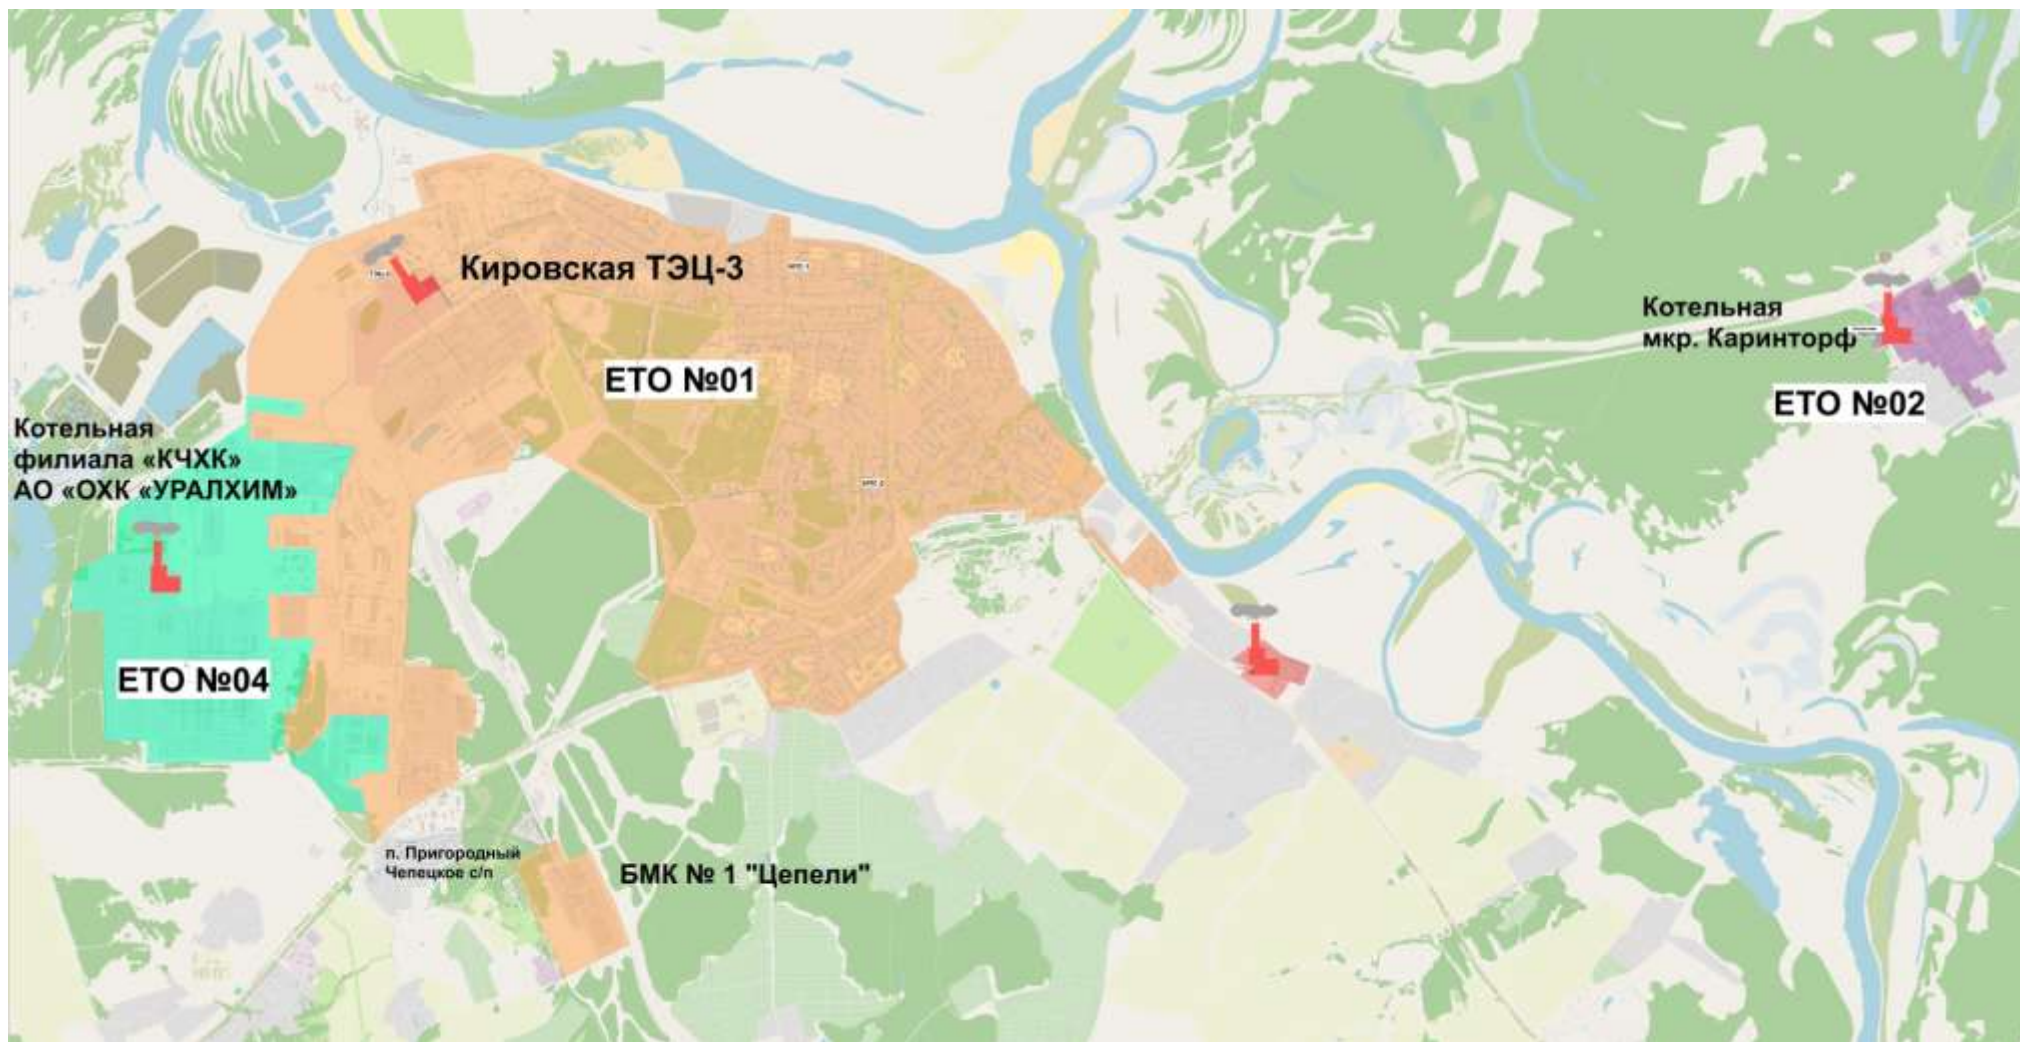 Кировская ТЭЦ-3
ЕТО №01
Котельная
мкр. Каринторф
ЕТО №02
Котельная
филиала «КЧХК»
АО «ОХК «УРАЛХИМ»
ЕТО №04
п. Пригородный
Чепецкое с/п
БМК № 1 "Цепели"